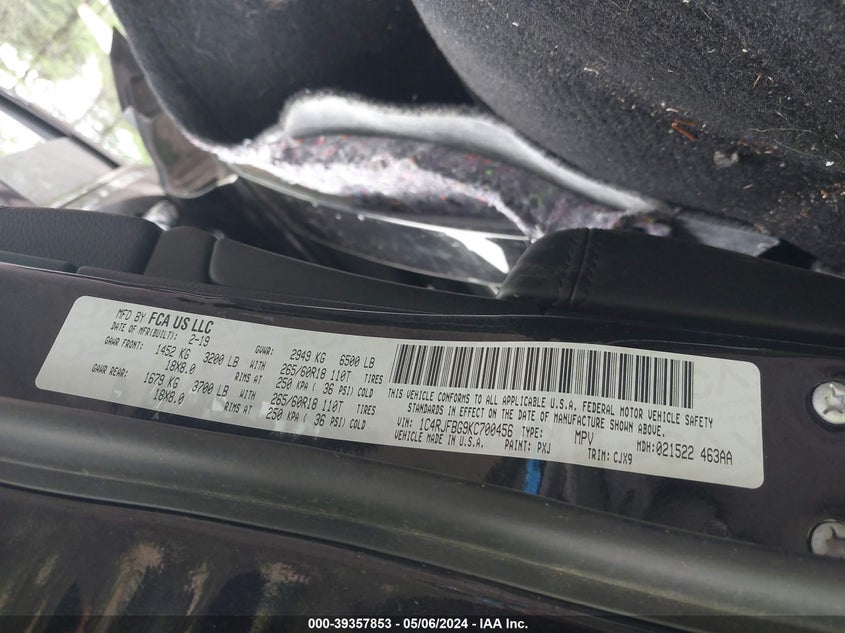 MFD BY FCA US LLC
DATE OF MFR(BUILT): 2-19 GVWR: 2949 KG 6500 LB
GAWR FRONT: 1452 KG 3200 LB WITH 265/60R18 110T TIRES
18X8.0 RIMS AT 250 KPA ( 36 PSI) COLD
GAWR REAR: 1679 KG 3700 LB WITH 265/60R18 110T TIRES
18X8.0 RIMS AT 250 KPA ( 36 PSI) COLD
THIS VEHICLE CONFORMS TO ALL APPLICABLE U.S.A. FEDERAL MOTOR VEHICLE SAFETY
STANDARDS IN EFFECT ON THE DATE OF MANUFACTURE SHOWN ABOVE.
VIN: 1C4RJFBG9KC700456 TYPE: MPV MDH:021522 463AA
VEHICLE MADE IN U.S.A. PAINT: PXJ TRIM: CJX9
000-39357853 - 05/06/2024 - IAA Inc.